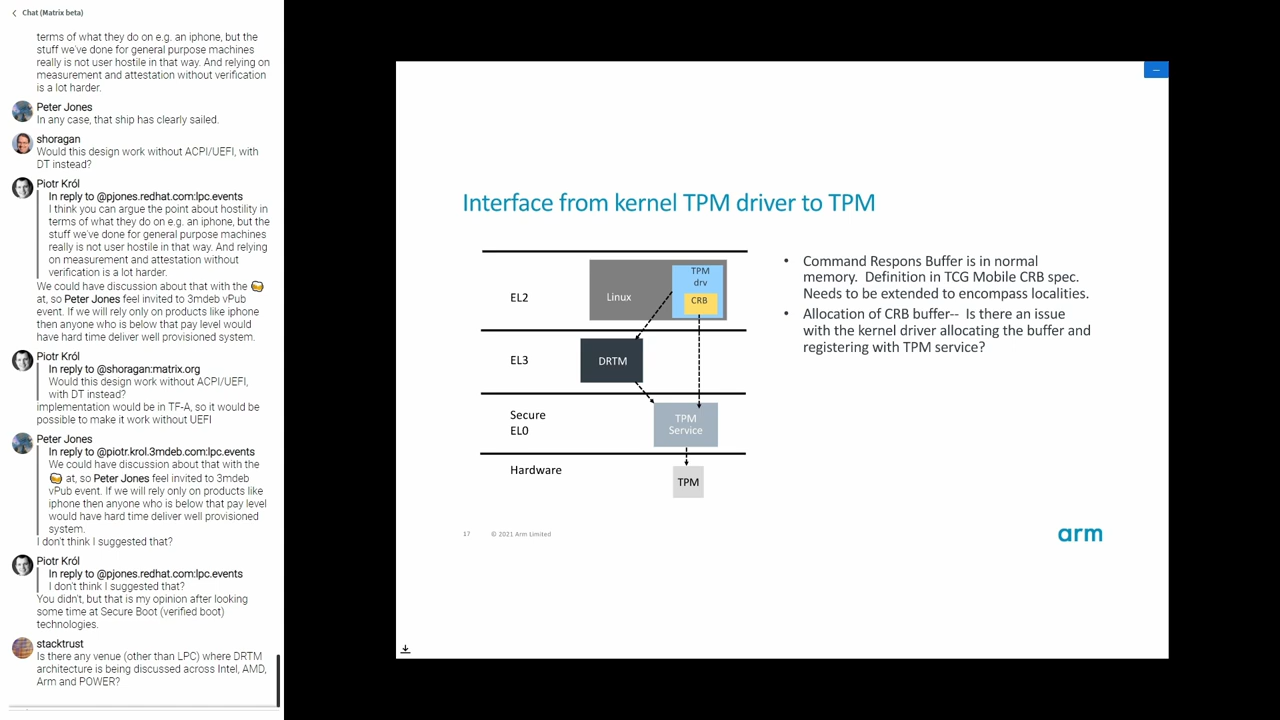 Chat (Matrix beta)
terms of what they do on e.g. an iphone, but the
stuff we've done for general purpose machines
really is not user hostile in that way. And relying on
measurement and attestation without verification
is a lot harder.
Peter Jones
In any case, that ship has clearly sailed.
shoragan
Would this design work without ACPI/UEFI, with
DT instead?
Piotr Król
In reply to @pjones.redhat.com:lpc.events
I think you can argue the point about hostility in
terms of what they do on e.g. an iphone, but the
stuff we've done for general purpose machines
really is not user hostile in that way. And relying
on measurement and attestation without
verification is a lot harder.
We could have discussion about that with the 🍻
at, so Peter Jones feel invited to 3mdeb vPub
event. If we will rely only on products like iphone
then anyone who is below that pay level would
have hard time deliver well provisioned system.
Piotr Król
In reply to @shoragan:matrix.org
Would this design work without ACPI/UEFI,
with DT instead?
implementation would be in TF-A, so it would be
possible to make it work without UEFI
Peter Jones
In reply to @piotr.krol.3mdeb.com:lpc.events
We could have discussion about that with the
🍻 at, so Peter Jones feel invited to 3mdeb
vPub event. If we will rely only on products like
iphone then anyone who is below that pay level
would have hard time deliver well provisioned
system.
I don't think I suggested that?
Piotr Król
In reply to @pjones.redhat.com:lpc.events
I don't think I suggested that?
You didn't, but that is my opinion after looking
some time at Secure Boot (verified boot)
technologies.
stacktrust
Is there any venue (other than LPC) where DRTM
architecture is being discussed across Intel, AMD,
Arm and POWER?
Interface from kernel TPM driver to TPM
EL2
Linux
TPM
drv
CRB
EL3
DRTM
Secure
EL0
TPM
Service
Hardware
TPM
• Command Respons Buffer is in normal
memory. Definition in TCG Mobile CRB spec.
Needs to be extended to encompass localities.
• Allocation of CRB buffer-- Is there an issue
with the kernel driver allocating the buffer and
registering with TPM service?
17 © 2021 Arm Limited
arm